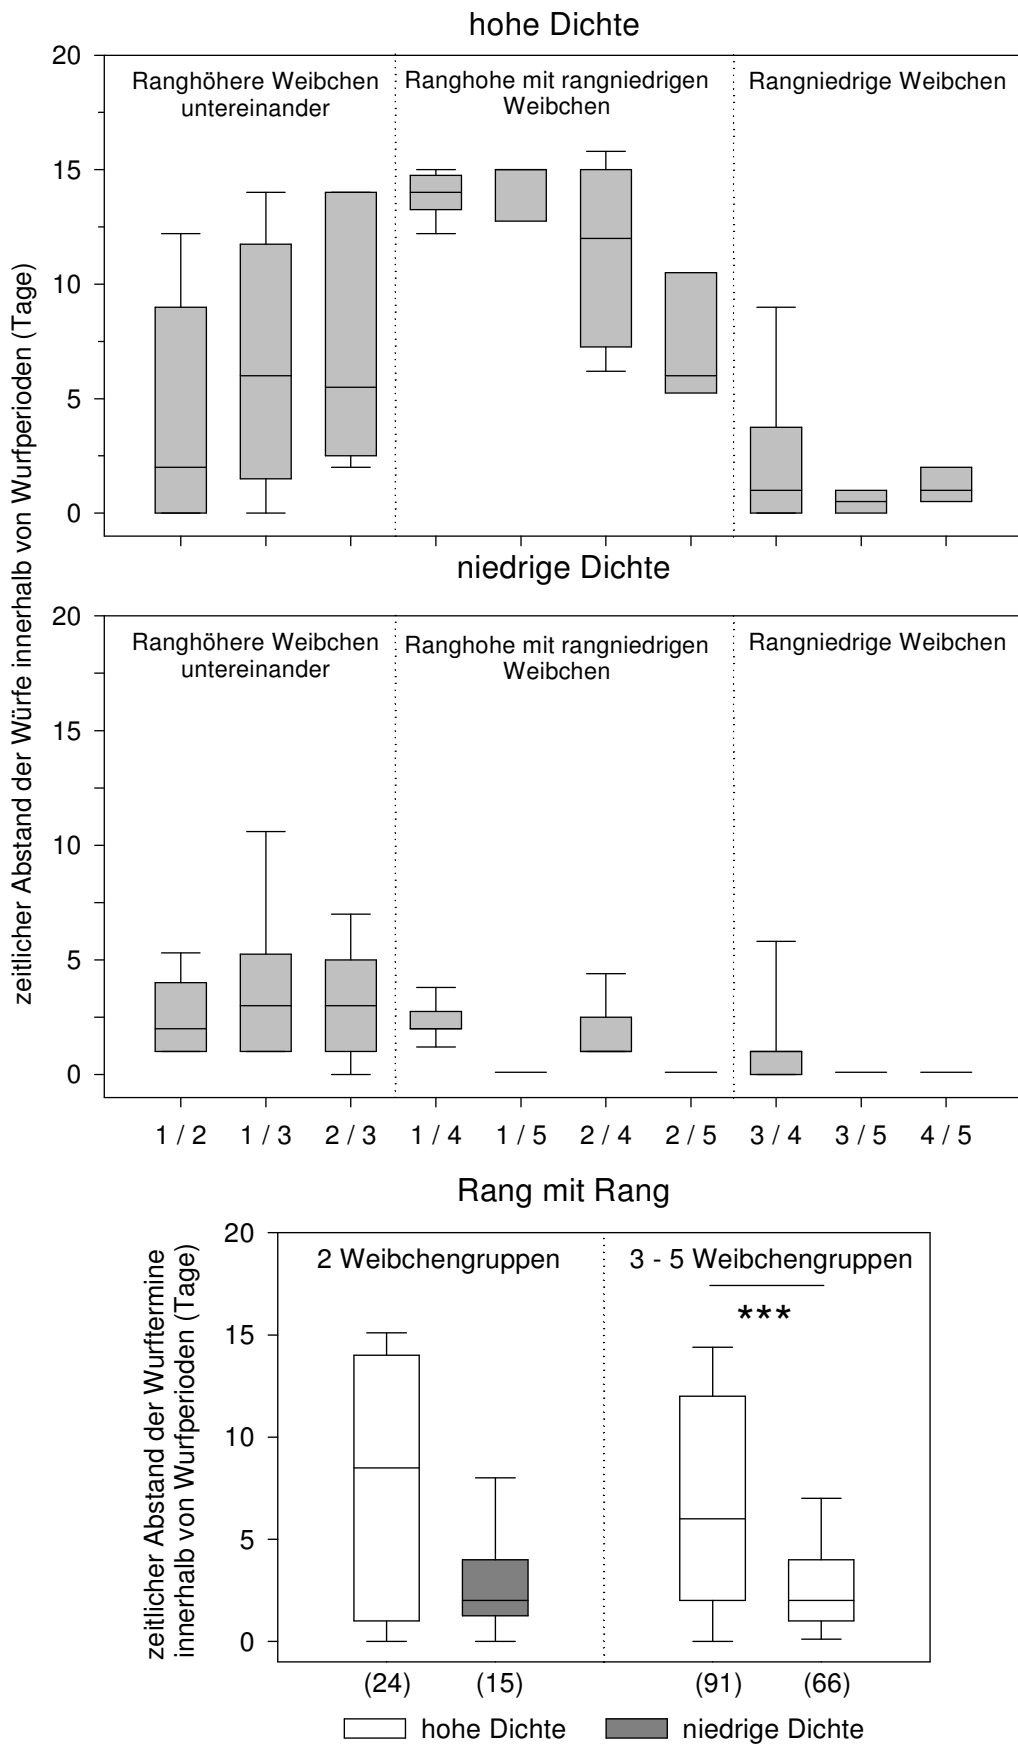 hohe Dichte
20
15
10
5
0
Ranghöhere Weibchen
untereinander
Ranghohe mit rangniedrigen
Weibchen
Rangniedrige Weibchen
zeitlicher Abstand der Würfe innerhalb von Wurfperioden (Tage)
niedrige Dichte
20
15
10
5
0
Ranghöhere Weibchen
untereinander
Ranghohe mit rangniedrigen
Weibchen
Rangniedrige Weibchen
1 / 2 1 / 3 2 / 3 1 / 4 1 / 5 2 / 4 2 / 5 3 / 4 3 / 5 4 / 5
Rang mit Rang
zeitlicher Abstand der Wurftermine
innerhalb von Wurfperioden (Tage)
20
15
10
5
0
2 Weibchengruppen
3 - 5 Weibchengruppen
***
(24) (15) (91) (66)
hohe Dichte niedrige Dichte